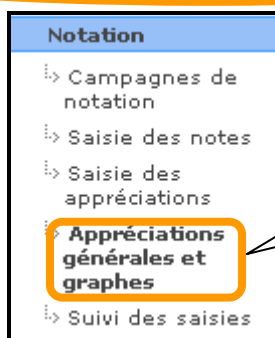 Notation
Campagnes de
notation
Saisie des notes
Saisie des
appréciations
Appréciations
générales et
graphes
Suivi des saisies